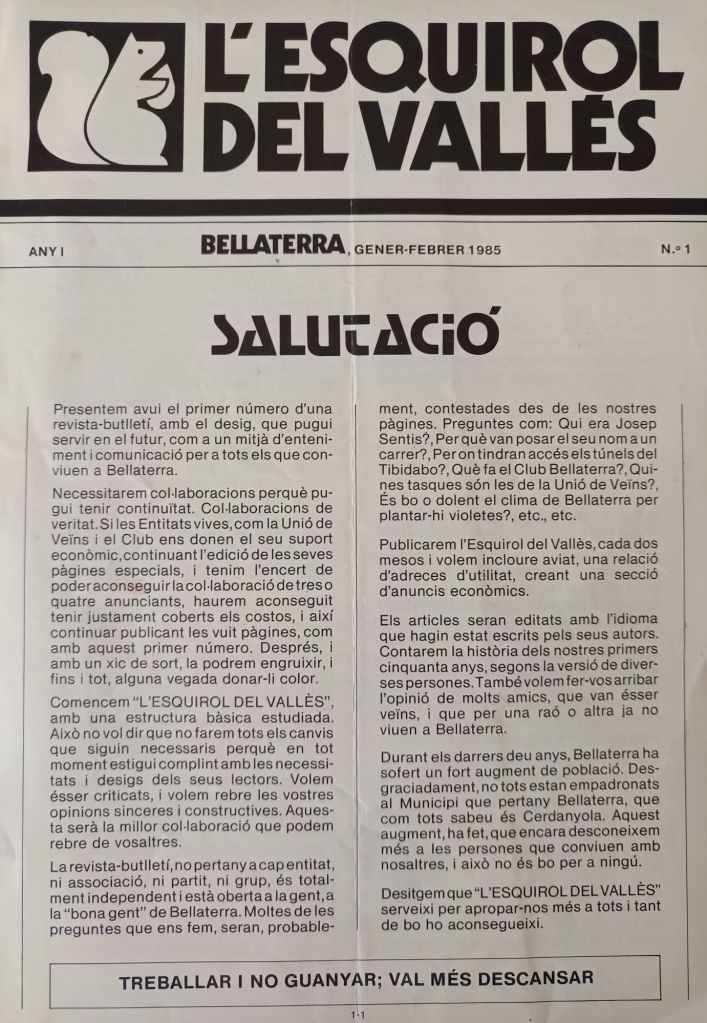 L'ESQUIROL
DEL VALLÉS
ANY I
BELLATERRA, GENER-FEBRER 1985
N.º 1
SALUTACIÓ
Presentem avui el primer número d'una
revista-butlletí, amb el desig, que pugui
servir en el futur, com a un mitjà d'enteni-
ment i comunicació per a tots els que con-
viuen a Bellaterra.
Necessitarem col·laboracions perquè pu-
gui tenir continuïtat. Col·laboracions de
veritat. Si les Entitats vives, com la Unió de
Veïns i el Club ens donen el seu suport
econòmic, continuant l'edició de les seves
pàgines especials, i tenim l'encert de
poder aconseguir la col·laboració de tres o
quatre anunciants, haurem aconseguit
tenir justament coberts els costos, i així
continuar publicant les vuit pàgines, com
amb aquest primer número. Després, i
amb un xic de sort, la podrem engruixir, i
fins i tot, alguna vegada donar-li color.
Comencem "L'ESQUIROL DEL VALLÈS",
amb una estructura bàsica estudiada.
Això no vol dir que no farem tots els canvis
que siguin necessaris perquè en tot
moment estigui complint amb les necessi-
tats i desigs dels seus lectors. Volem
ésser criticats, i volem rebre les vostres
opinions sinceres i constructives. Aques-
ta serà la millor col·laboració que podem
rebre de vosaltres.
La revista-butlletí, no pertany a cap entitat,
ni associació, ni partit, ni grup, és total-
ment independent i està oberta a la gent, a
la "bona gent" de Bellaterra. Moltes de les
preguntes que ens fem, seran, probable-
ment, contestades des de les nostres
pàgines. Preguntes com: Qui era Josep
Sentis?, Per què van posar el seu nom a un
carrer?, Per on tindran accés els túnels del
Tibidabo?, Què fa el Club Bellaterra?, Qui-
nes tasques són les de la Unió de Veïns?,
És bo o dolent el clima de Bellaterra per
plantar-hi violetes?, etc., etc.
Publicarem l'Esquirol del Vallès, cada dos
mesos i volem incloure aviat, una relació
d'adreces d'utilitat, creant una secció
d'anuncis econòmics.
Els articles seran editats amb l'idioma
que hagin estat escrits pels seus autors.
Contarem la història dels nostres primers
cinquanta anys, segons la versió de diver-
ses persones. També volem fer-vos arribar
l'opinió de molts amics, que van ésser
veïns, i que per una raó o altra ja no
viuen a Bellaterra.
Durant els darrers deu anys, Bellaterra ha
sofert un fort augment de població. Des-
graciadament, no tots estan empadronats
al Municipi que pertany Bellaterra, que
com tots sabeu és Cerdanyola. Aquest
augment, ha fet, que encara desconeixem
més a les persones que conviuen amb
nosaltres, i això no és bo per a ningú.
Desitgem que "L'ESQUIROL DEL VALLÈS"
serveixi per apropar-nos més a tots i tant
de bo ho aconsegueixi.
TREBALLAR I NO GUANYAR; VAL MÉS DESCANSAR
1·1